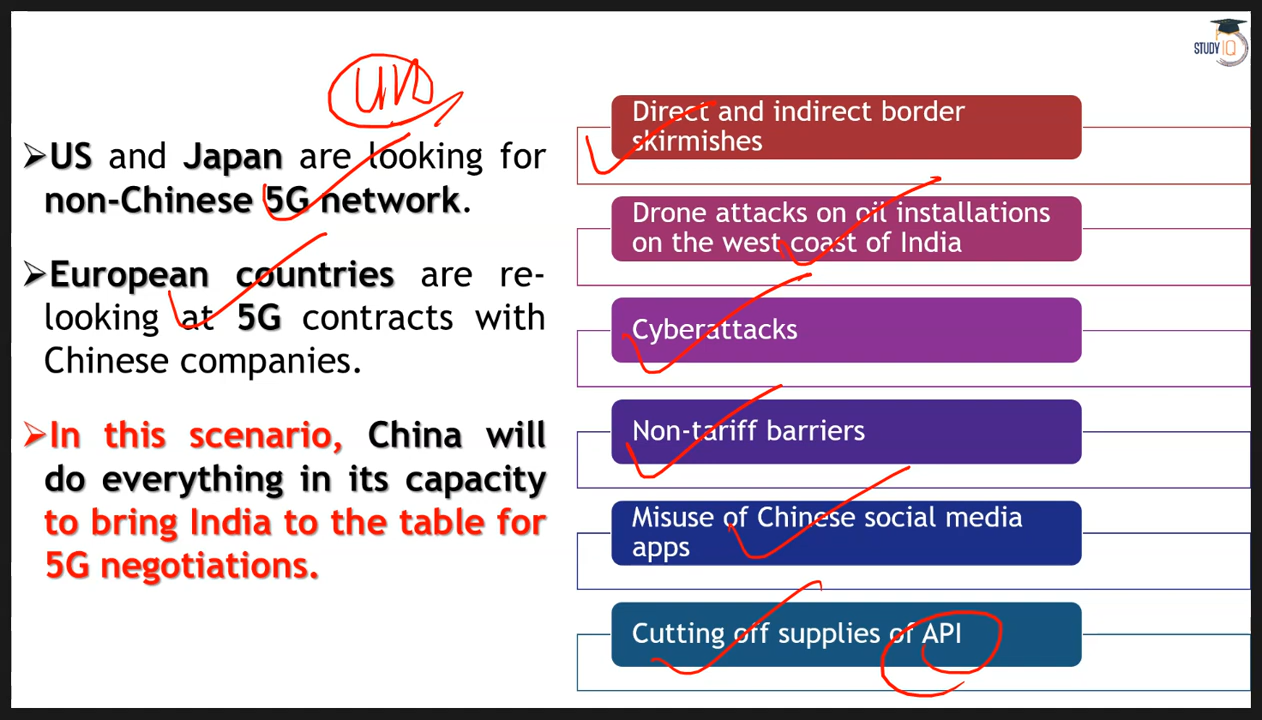 STUDY IQ
US and Japan are looking for
non-Chinese 5G network.
European countries are re-
looking at 5G contracts with
Chinese companies.
In this scenario, China will
do everything in its capacity
to bring India to the table for
5G negotiations.
Direct and indirect border
skirmishes
Drone attacks on oil installations
on the west coast of India
Cyberattacks
Non-tariff barriers
Misuse of Chinese social media
apps
Cutting off supplies of API